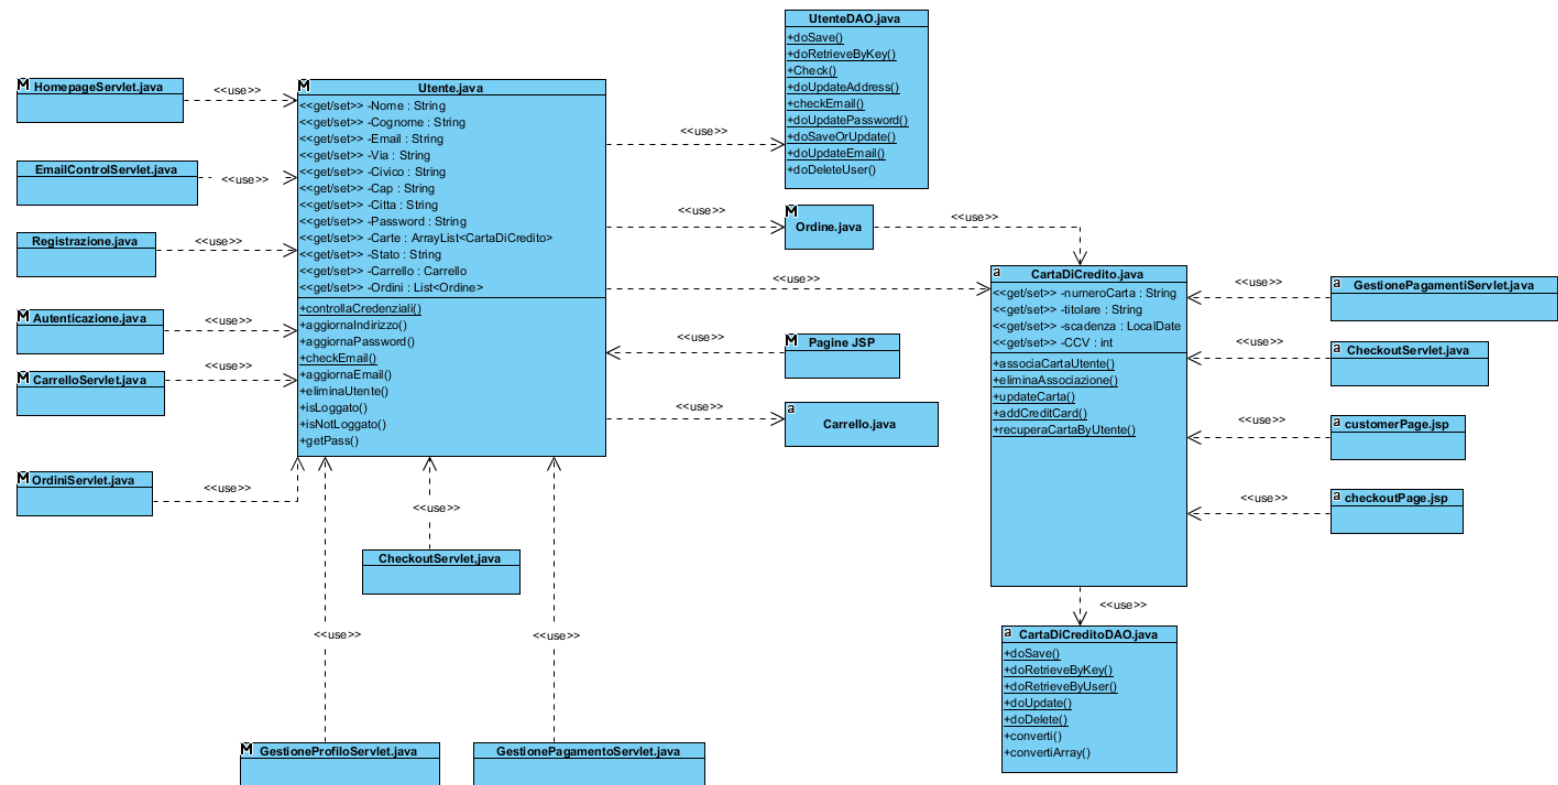 UtenteDAO.java
+doSave()
+doRetrieveByKey()
+Check()
+doUpdateAddress()
+checkEmail()
+doUpdatePassword()
+doSaveOrUpdate()
+doUpdateEmail()
+doDeleteUser()
M HomepageServlet.java
<<use>>
EmailControlServlet.java
<<use>>
Registrazione.java
<<use>>
M Autenticazione.java
<<use>>
M CarrelloServlet.java
<<use>>
M OrdiniServlet.java
<<use>>
M Utente.java
<<get/set>> -Nome : String
<<get/set>> -Cognome : String
<<get/set>> -Email : String
<<get/set>> -Via : String
<<get/set>> -Civico : String
<<get/set>> -Cap : String
<<get/set>> -Citta : String
<<get/set>> -Password : String
<<get/set>> -Carte : ArrayList<CartaDiCredito>
<<get/set>> -Stato : String
<<get/set>> -Carrello : Carrello
<<get/set>> -Ordini : List<Ordine>
+controllaCredenziali()
+aggiornaIndirizzo()
+aggiornaPassword()
+checkEmail()
+aggiornaEmail()
+eliminaUtente()
+isLoggato()
+isNotLoggato()
+getPass()
<<use>>
<<use>>
M Ordine.java
<<use>>
<<use>>
<<use>>
M Pagine JSP
<<use>>
a Carrello.java
a CartaDiCredito.java
<<get/set>> -numeroCarta : String
<<get/set>> -titolare : String
<<get/set>> -scadenza : LocalDate
<<get/set>> -CCV : int
+associaCartaUtente()
+eliminaAssociazione()
+updateCarta()
+addCreditCard()
+recuperaCartaByUtente()
<<use>>
a GestionePagamentiServlet.java
<<use>>
a CheckoutServlet.java
<<use>>
a customerPage.jsp
<<use>>
a checkoutPage.jsp
<<use>>
CheckoutServlet,java
<<use>>
<<use>>
<<use>>
a CartaDiCreditoDAO.java
+doSave()
+doRetrieveByKey()
+doRetrieveByUser()
+doUpdate()
+doDelete()
+converti()
+convertiArray()
M GestioneProfiloServlet.java
GestionePagamentoServlet.java